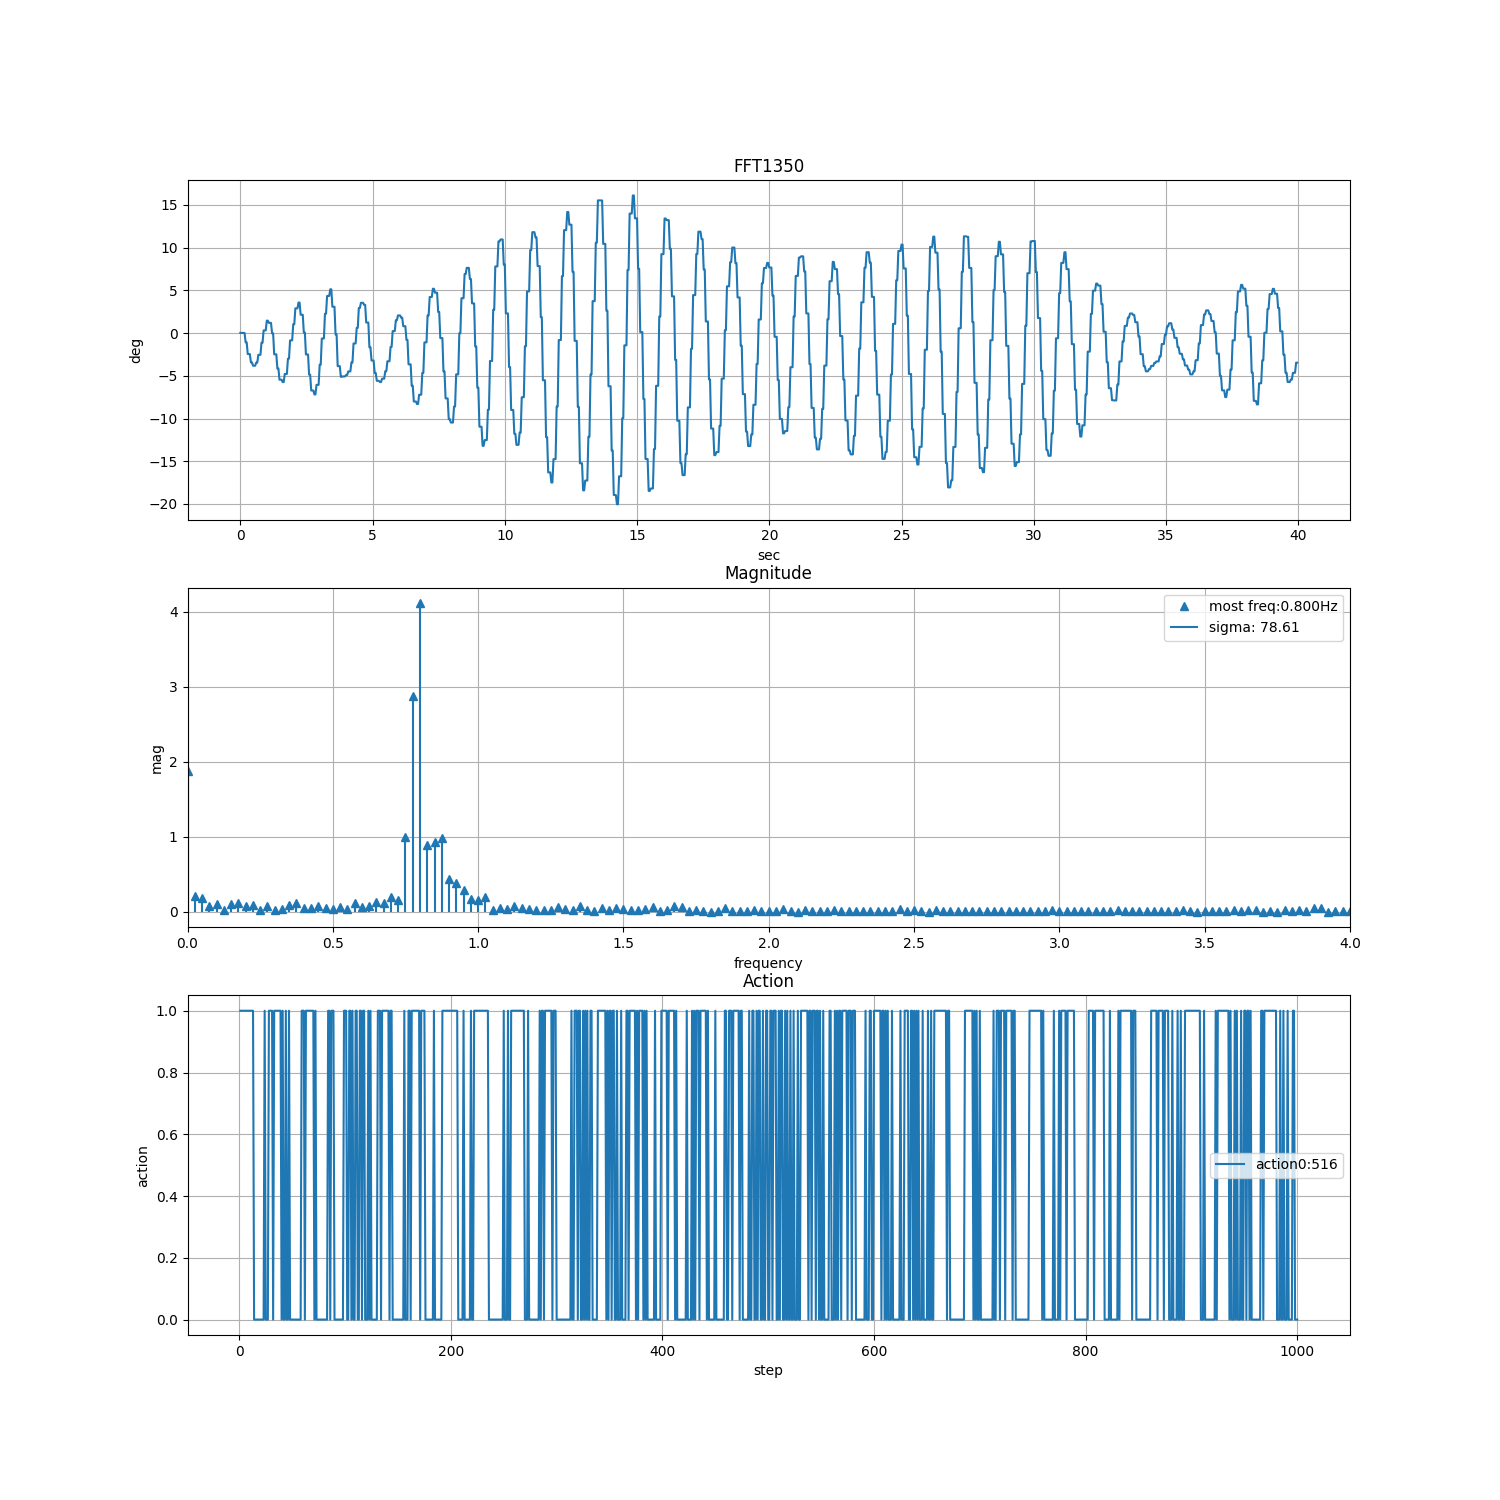 FFT1350
15
10
5
0
−5
−10
−15
−20
deg
0 5 10 15 20 25 30 35 40
sec
Magnitude
most freq:0.800Hz
sigma: 78.61
4
3
2
1
0
mag
0.0 0.5 1.0 1.5 2.0 2.5 3.0 3.5 4.0
frequency
Action
1.0
0.8
0.6
0.4
0.2
0.0
action
action0:516
0 200 400 600 800 1000
step